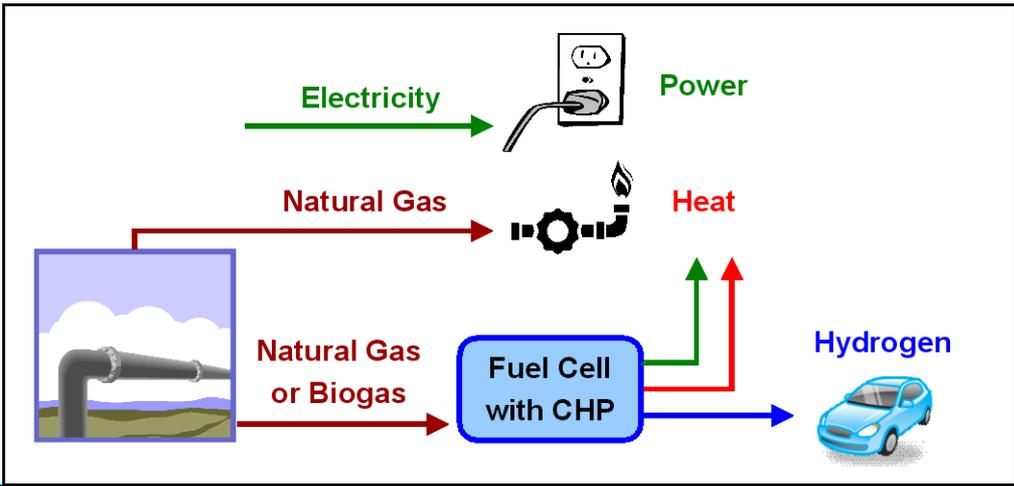 Electricity
Power
Natural Gas
Heat
Natural Gas
or Biogas
Fuel Cell
with CHP
Hydrogen